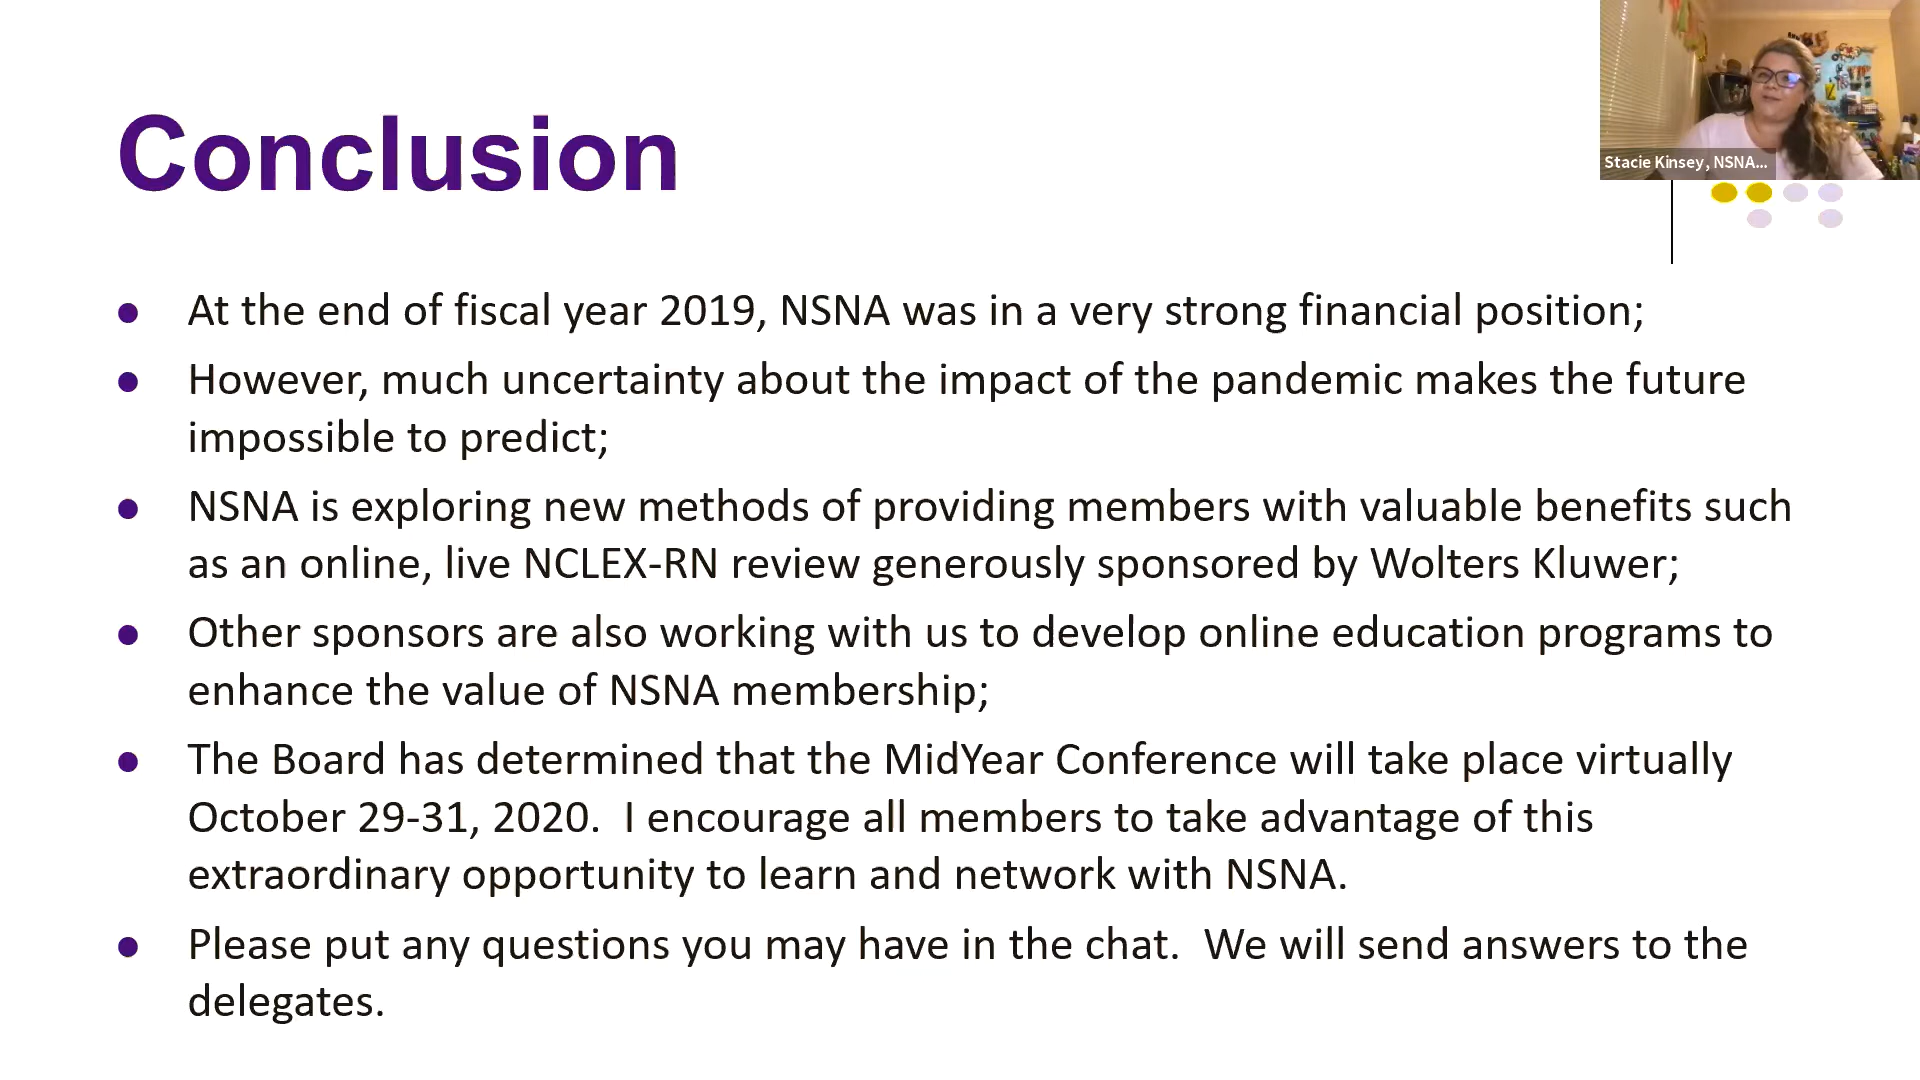 Stacie Kinsey, NSNA...
Conclusion
At the end of fiscal year 2019, NSNA was in a very strong financial position;
However, much uncertainty about the impact of the pandemic makes the future
impossible to predict;
NSNA is exploring new methods of providing members with valuable benefits such
as an online, live NCLEX-RN review generously sponsored by Wolters Kluwer;
Other sponsors are also working with us to develop online education programs to
enhance the value of NSNA membership;
The Board has determined that the MidYear Conference will take place virtually
October 29-31, 2020.  I encourage all members to take advantage of this
extraordinary opportunity to learn and network with NSNA.
Please put any questions you may have in the chat.  We will send answers to the
delegates.